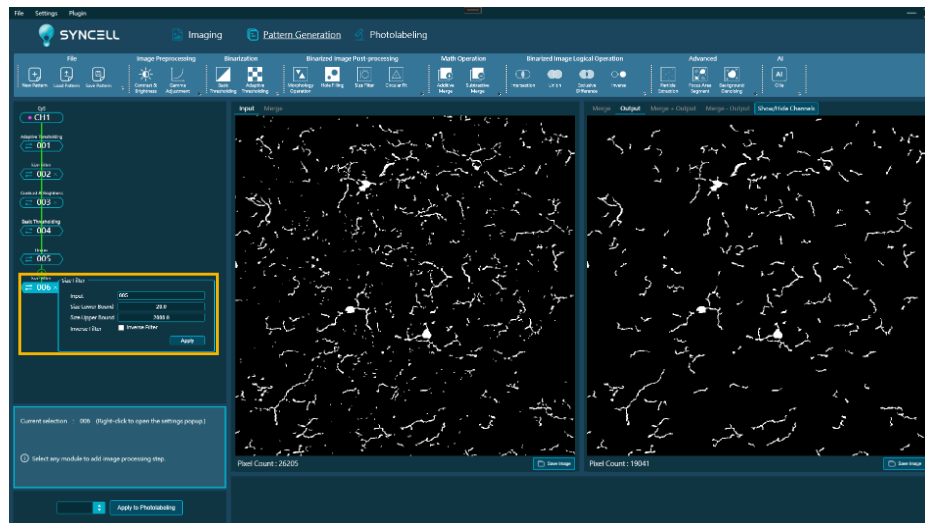 File Settings Plugin
SYNCELL Imaging Pattern Generation Photolabeling
File Image Preprocessing Binarization Binarized Image Post-processing Math Operation Binarized Image Logical Operation Advanced AI
New Pattern Load Pattern Save Pattern Contrast & Brightness Gamma Adjustment Basic Thresholding Adaptive Thresholding Morphology Operator Hole Filling Size Filter Circular Fit Additive Merge Subtractive Merge Intersection Union Exclusive Difference Inverse Particle Extraction Focus Area Segment Background Denoising AI
CH1
Adaptive Thresholding
001
Size Filter
002
Contrast & Brightness
003
Basic Thresholding
004
Union
005
Size Filter
006
Size Filter
Input 005
Size Lower Bound 20.0
Size Upper Bound 2000.0
Inverse Filter Inverse Filter
Apply
Current selection : 006 (Right-click to open the settings popup.)
Select any module to add image processing step.
Apply to Photolabeling
Input Merge
Pixel Count : 26205 Save Image
Merge Output Merge + Output Merge - Output Show/Hide Channels
Pixel Count : 19041 Save Image